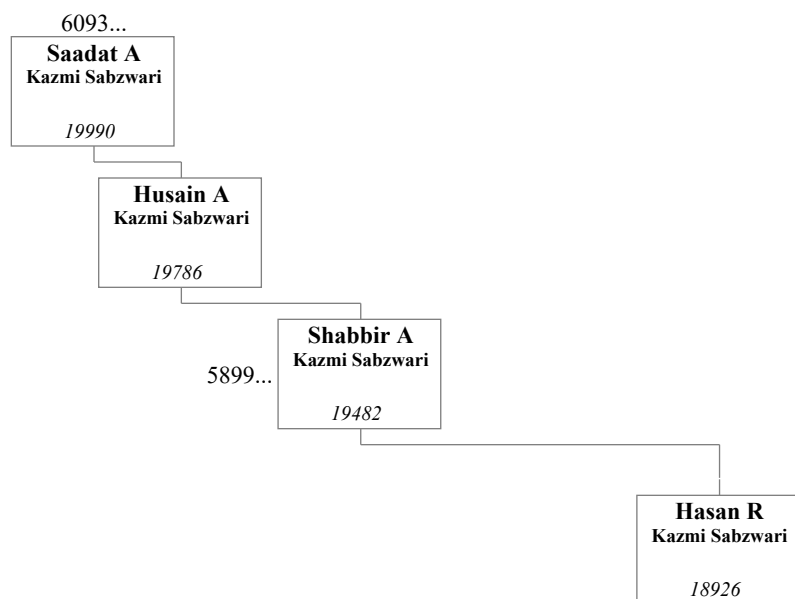 6093...
Saadat A
Kazmi Sabzwari
19990
Husain A
Kazmi Sabzwari
19786
Shabbir A
Kazmi Sabzwari
5899...
19482
Hasan R
Kazmi Sabzwari
18926